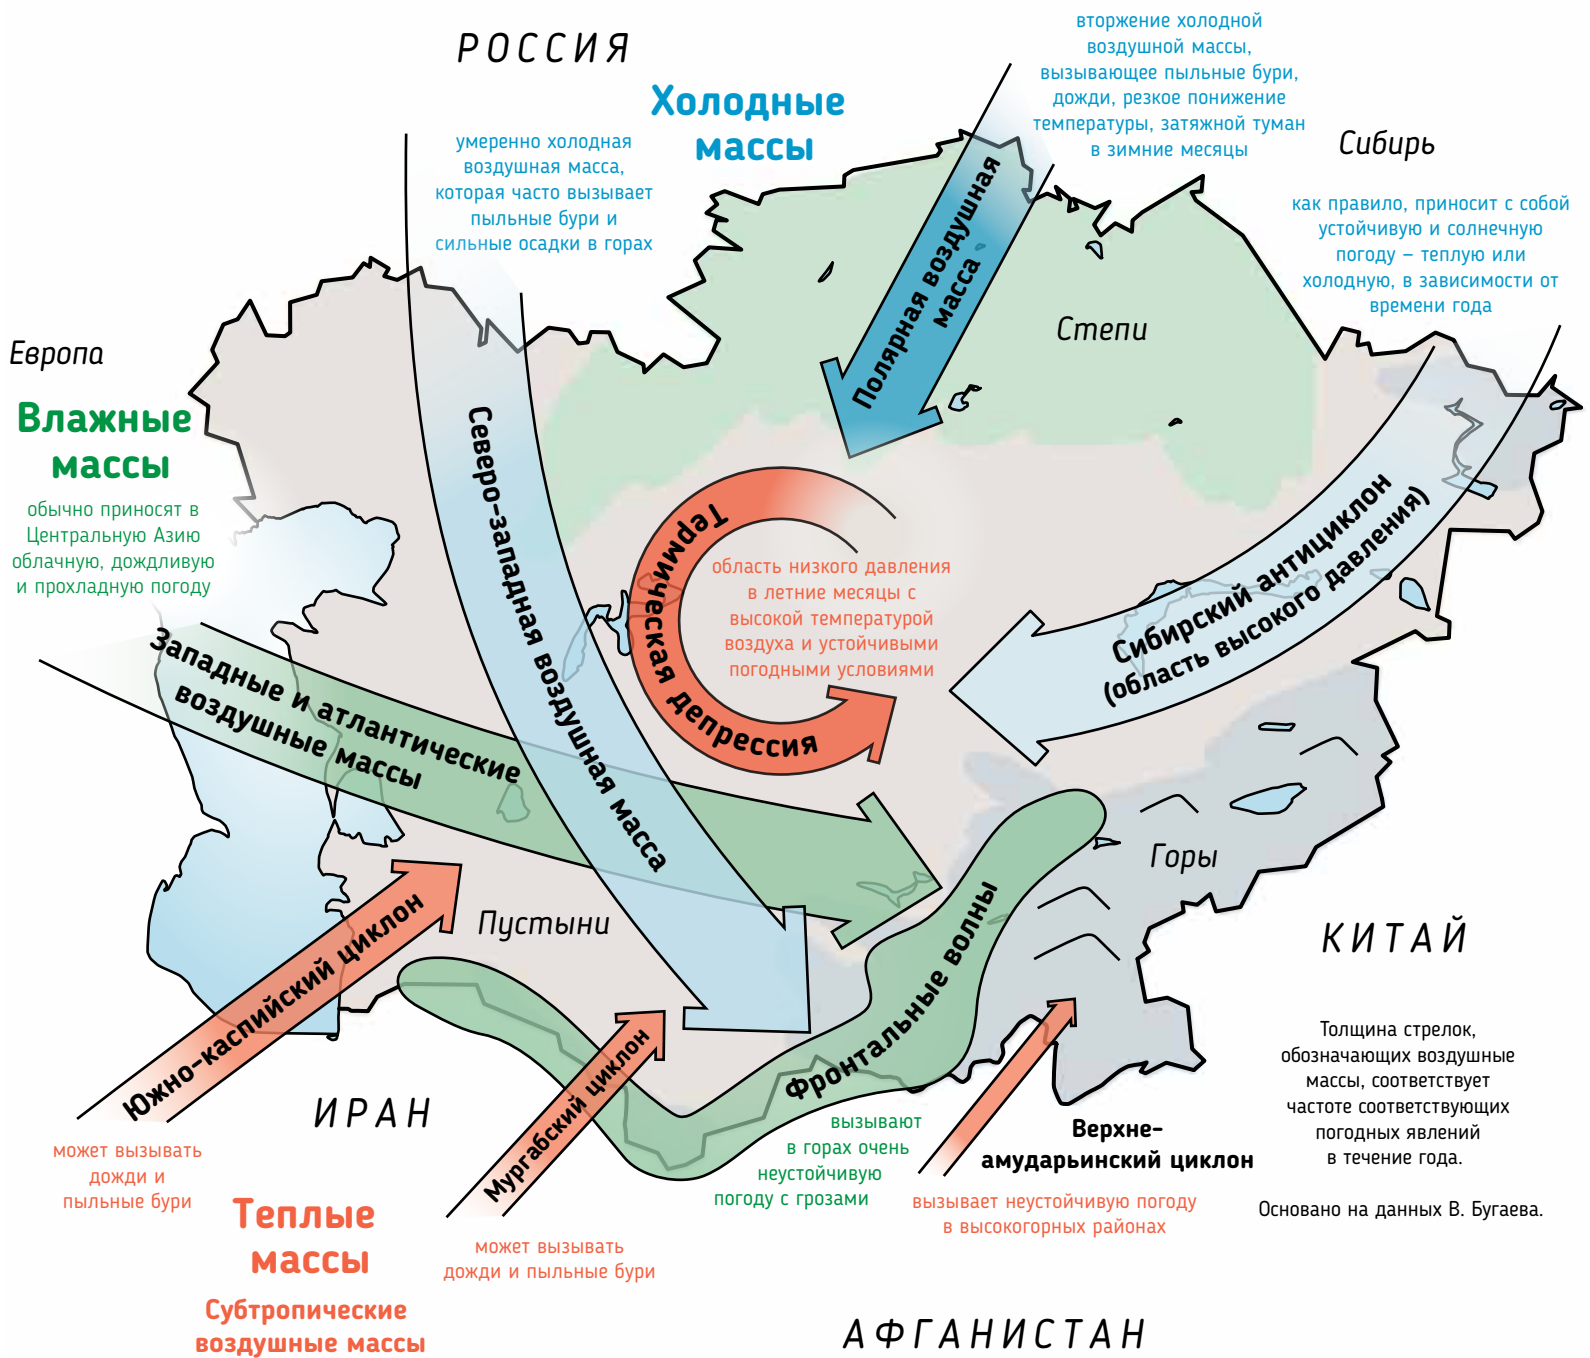 РОССИЯ
Холодные
массы
вторжение холодной
воздушной массы,
вызывающее пыльные бури,
дожди, резкое понижение
температуры, затяжной туман
в зимние месяцы
Сибирь
умеренно холодная
воздушная масса,
которая часто вызывает
пыльные бури и
сильные осадки в горах
как правило, приносит с собой
устойчивую и солнечную
погоду – теплую или
холодную, в зависимости от
времени года
Полярная воздушная
масса
Степи
Европа
Влажные
массы
обычно приносят в
Центральную Азию
облачную, дождливую
и прохладную погоду
Северо-западная воздушная масса
Термическая депрессия
область низкого давления
в летние месяцы с
высокой температурой
воздуха и устойчивыми
погодными условиями
Сибирский антициклон
(область высокого давления)
Западные и атлантические
воздушные массы
Горы
Пустыни
Южно-каспийский циклон
Мургабский циклон
Фронтальные волны
КИТАЙ
Толщина стрелок,
обозначающих воздушные
массы, соответствует
частоте соответствующих
погодных явлений
в течение года.
Основано на данных В. Бугаева.
ИРАН
может вызывать
дожди и
пыльные бури
вызывают
в горах очень
неустойчивую
погоду с грозами
Верхне-
амударьинский циклон
вызывает неустойчивую погоду
в высокогорных районах
Теплые
массы
Субтропические
воздушные массы
может вызывать
дожди и пыльные бури
АФГАНИСТАН